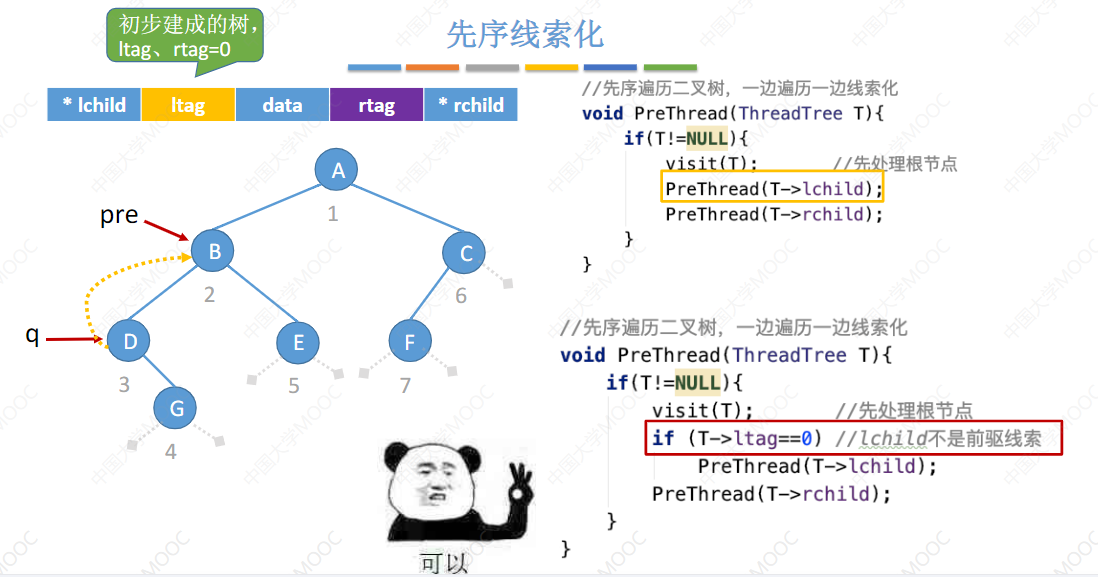 初步建成的树，
ltag、rtag=0
先序线索化
* lchild ltag data rtag * rchild
//先序遍历二叉树，一边遍历一边线索化
void PreThread(ThreadTree T){
if(T!=NULL){
visit(T); //先处理根节点
PreThread(T->lchild);
PreThread(T->rchild);
}
}
A
1
pre
B
2
C
6
q
D
3
E
5
F
7
G
4
//先序遍历二叉树，一边遍历一边线索化
void PreThread(ThreadTree T){
if(T!=NULL){
visit(T); //先处理根节点
if (T->ltag==0) //lchild不是前驱线索
PreThread(T->lchild);
PreThread(T->rchild);
}
}
可以
中国大学MOOC